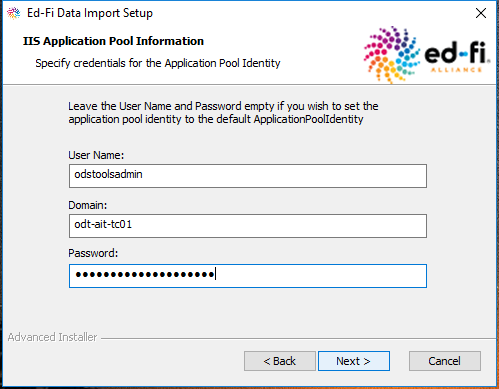 Ed-Fi Data Import Setup
IIS Application Pool Information
Specify credentials for the Application Pool Identity
ed-fi
ALLIANCE
Leave the User Name and Password empty if you wish to set the
application pool identity to the default ApplicationPoolIdentity
User Name:
odstoolsadmin
Domain:
odt-ait-tc01
Password:
••••••••••••••••••••
Advanced Installer
< Back
Next >
Cancel